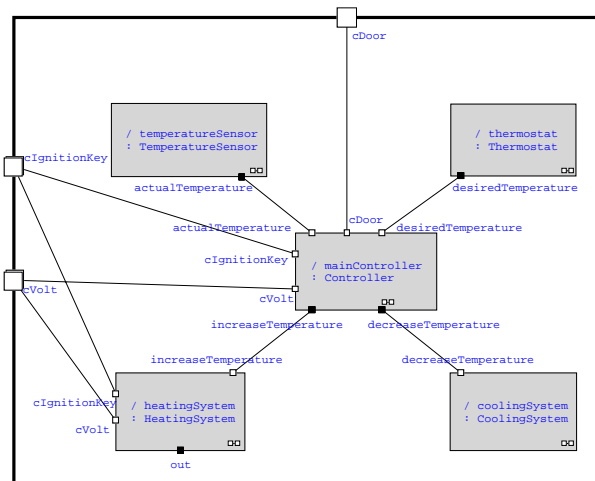 cDoor
/ temperatureSensor
: TemperatureSensor
/ thermostat
: Thermostat
cIgnitionKey
actualTemperature
desiredTemperature
cDoor
actualTemperature
desiredTemperature
cIgnitionKey
/ mainController
: Controller
cVolt
cVolt
increaseTemperature
decreaseTemperature
increaseTemperature
decreaseTemperature
cIgnitionKey
/ heatingSystem
: HeatingSystem
/ coolingSystem
: CoolingSystem
cVolt
out